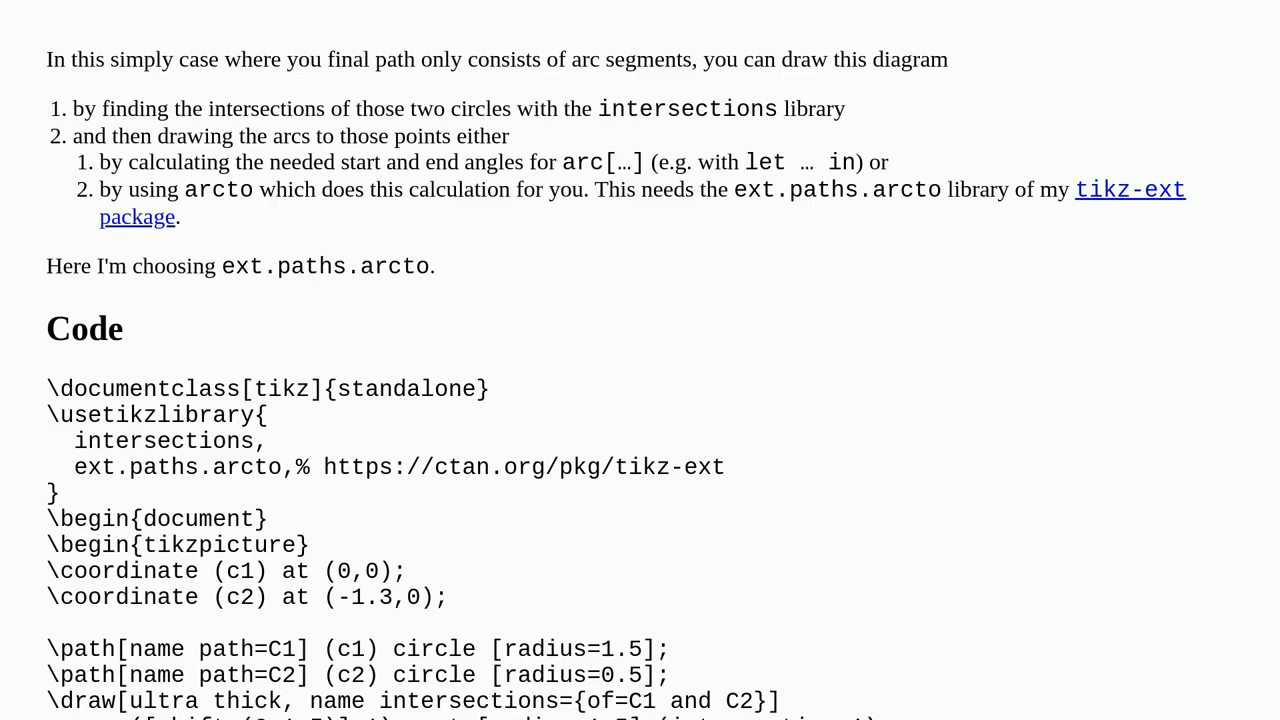 In this simply case where you final path only consists of arc segments, you can draw this diagram
1. by finding the intersections of those two circles with the intersections library
2. and then drawing the arcs to those points either
1. by calculating the needed start and end angles for arc[…] (e.g. with let … in) or
2. by using arcto which does this calculation for you. This needs the ext.paths.arcto library of my tikz-ext
package.
Here I'm choosing ext.paths.arcto.
Code
\documentclass[tikz]{standalone}
\usetikzlibrary{
  intersections,
  ext.paths.arcto,% https://ctan.org/pkg/tikz-ext
}
\begin{document}
\begin{tikzpicture}
\coordinate (c1) at (0,0);
\coordinate (c2) at (-1.3,0);
\path[name path=C1] (c1) circle [radius=1.5];
\path[name path=C2] (c2) circle [radius=0.5];
\draw[ultra thick, name intersections={of=C1 and C2}]